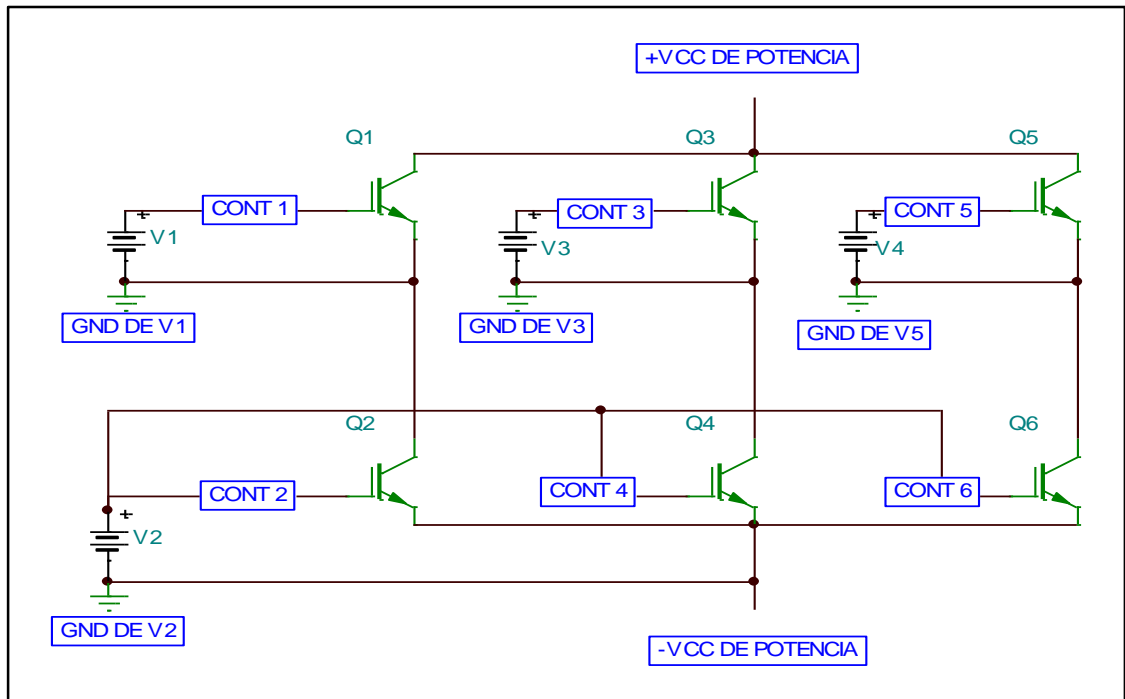 +VCC DE POTENCIA
Q1
Q3
Q5
CONT 1
CONT 3
CONT 5
+
V1
+
V3
+
V4
GND DE V1
GND DE V3
GND DE V5
Q2
Q4
Q6
CONT 2
CONT 4
CONT 6
+
V2
GND DE V2
-VCC DE POTENCIA